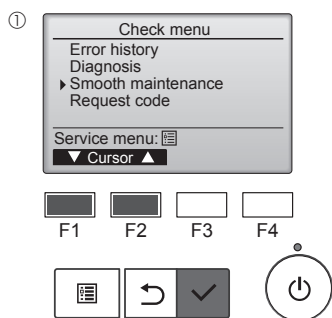 ①
Check menu
Error history
Diagnosis
Smooth maintenance
Request code
Service menu:
▼ Cursor ▲
F1 F2 F3 F4